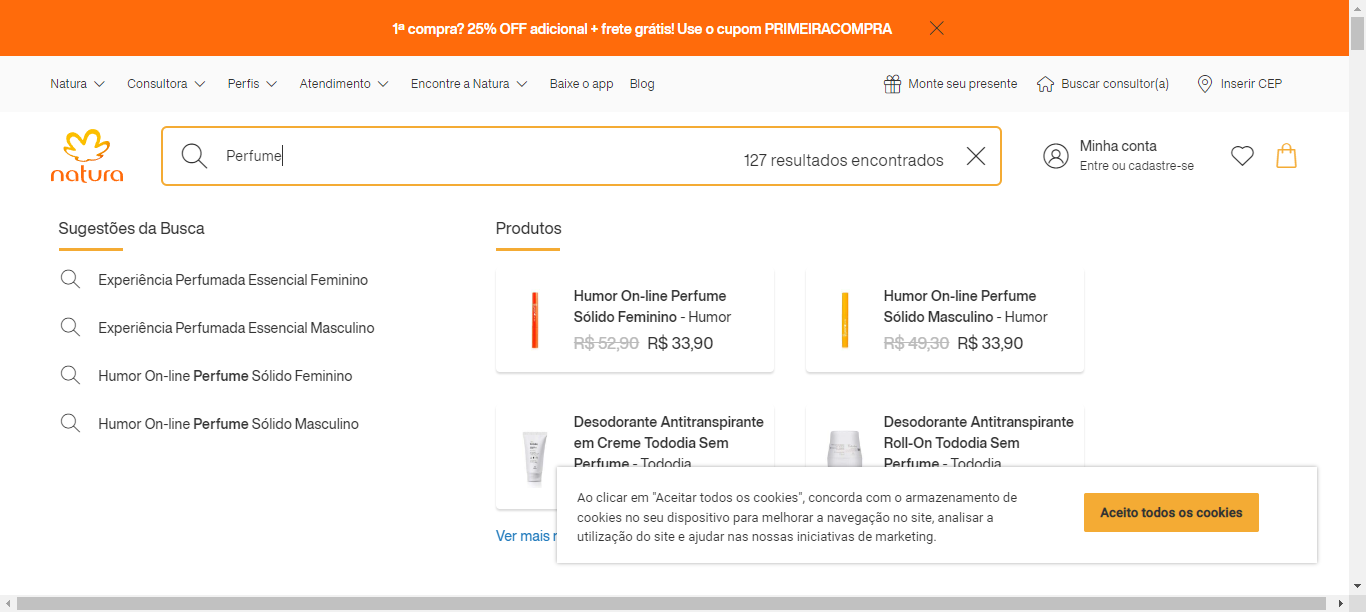 1ª compra? 25% OFF adicional + frete grátis! Use o cupom PRIMEIRACOMPRA
Natura
Consultora
Perfis
Atendimento
Encontre a Natura
Baixe o app
Blog
Monte seu presente
Buscar consultor(a)
Inserir CEP
natura
Perfume
127 resultados encontrados
Minha conta
Entre ou cadastre-se
Sugestões da Busca
Experiência Perfumada Essencial Feminino
Experiência Perfumada Essencial Masculino
Humor On-line Perfume Sólido Feminino
Humor On-line Perfume Sólido Masculino
Produtos
Humor On-line Perfume
Sólido Feminino - Humor
R$ 52,90 R$ 33,90
Humor On-line Perfume
Sólido Masculino - Humor
R$ 49,30 R$ 33,90
Desodorante Antitranspirante
em Creme Tododia Sem
Perfume - Tododia
Desodorante Antitranspirante
Roll-On Tododia Sem
Perfume - Tododia
Ver mais
Ao clicar em "Aceitar todos os cookies", concorda com o armazenamento de
cookies no seu dispositivo para melhorar a navegação no site, analisar a
utilização do site e ajudar nas nossas iniciativas de marketing.
Aceito todos os cookies